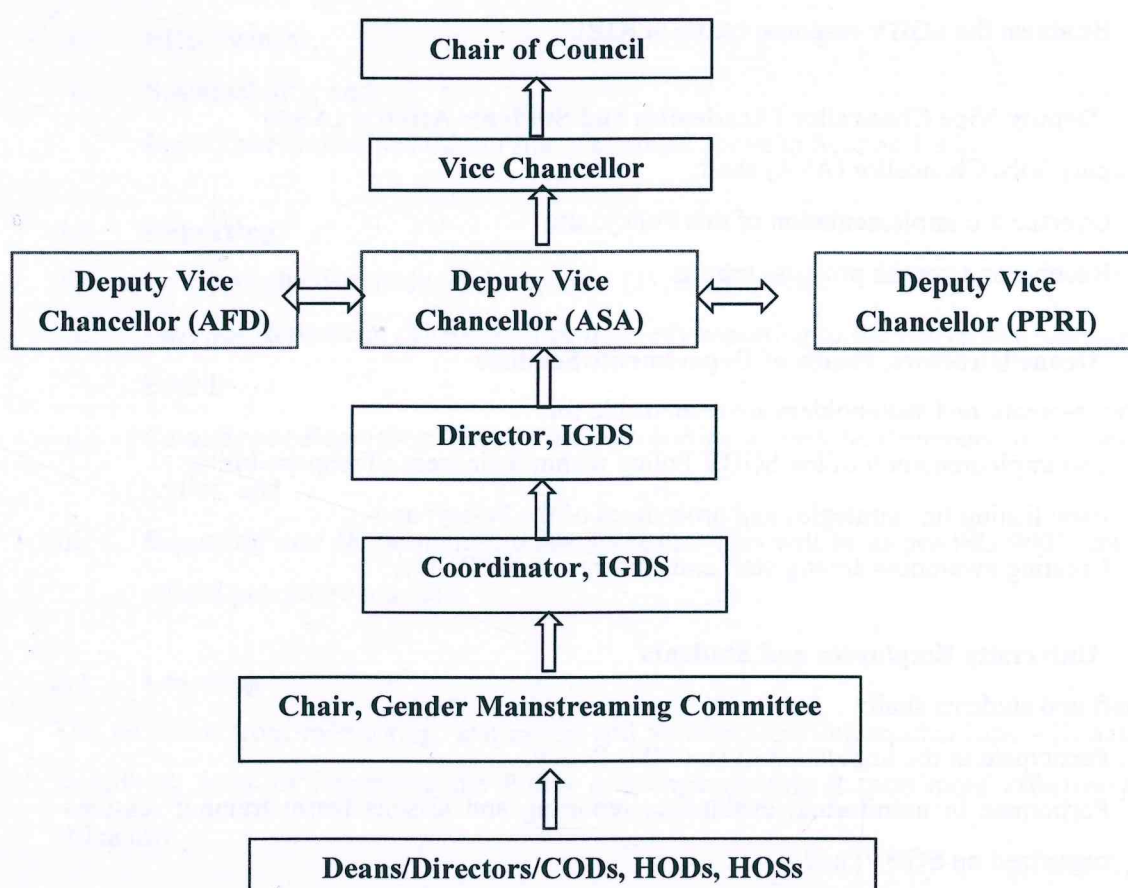 Chair of Council
Vice Chancellor
Deputy Vice
Chancellor (AFD)
Deputy Vice
Chancellor (ASA)
Deputy Vice
Chancellor (PPRI)
Director, IGDS
Coordinator, IGDS
Chair, Gender Mainstreaming Committee
Deans/Directors/CODs, HODs, HOSs